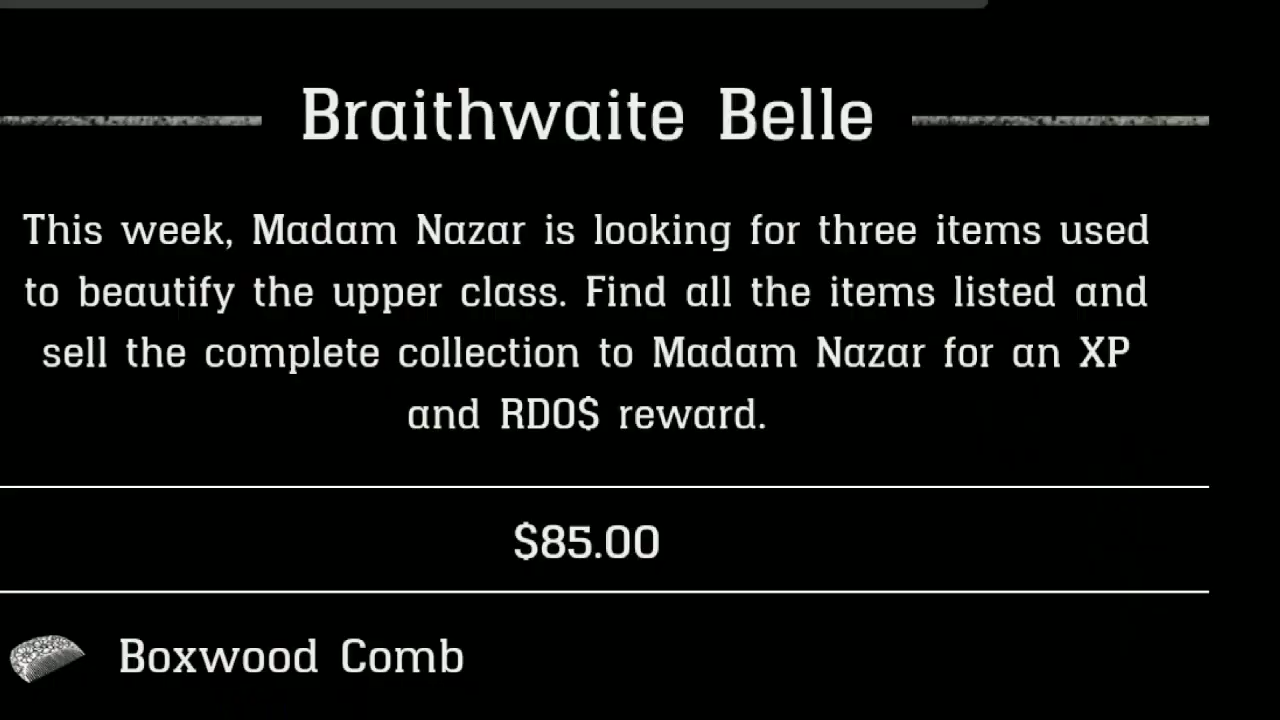 Braithwaite Belle
This week, Madam Nazar is looking for three items used
to beautify the upper class. Find all the items listed and
sell the complete collection to Madam Nazar for an XP
and RDO$ reward.
$85.00
Boxwood Comb